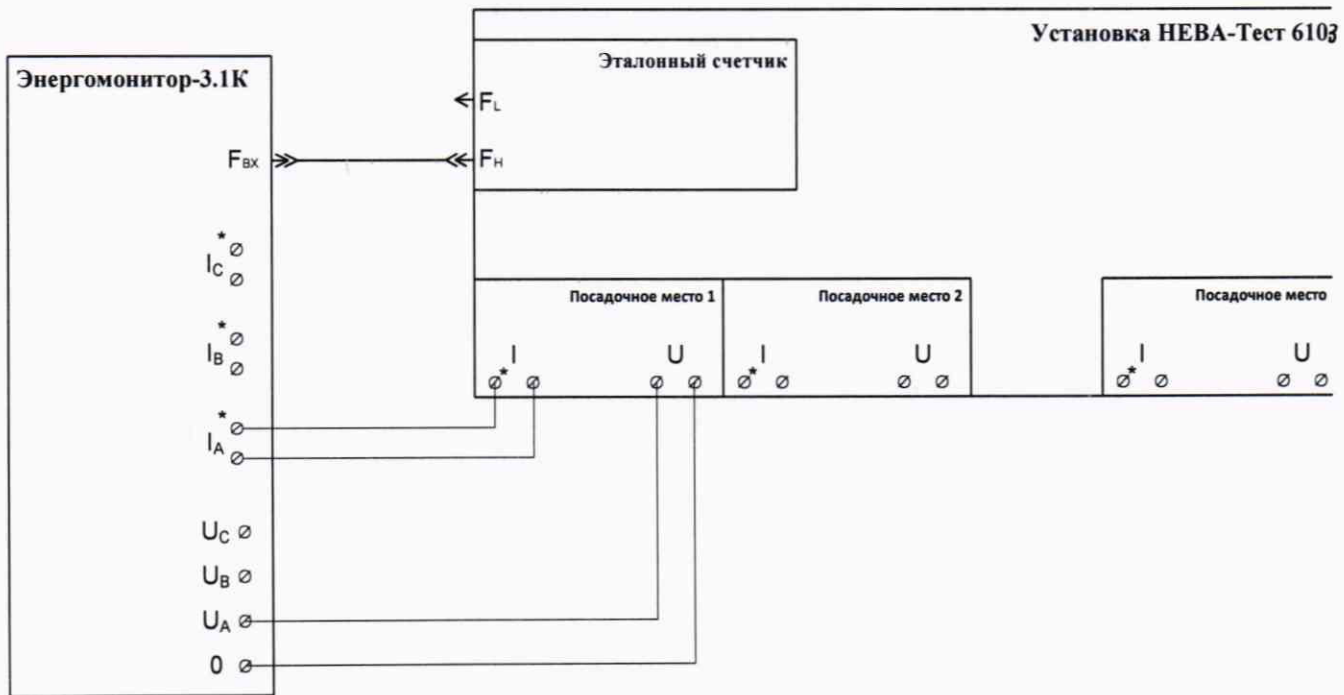 Установка НЕВА-Тест 6103
Эталонный счетчик
Энергомонитор-3.1К
FL
FBX
FH
*
IC
Посадочное место 1
Посадочное место 2
Посадочное место
*
IB
I
U
I
U
I
U
*
*
*
*
IA
UC
UB
UA
0